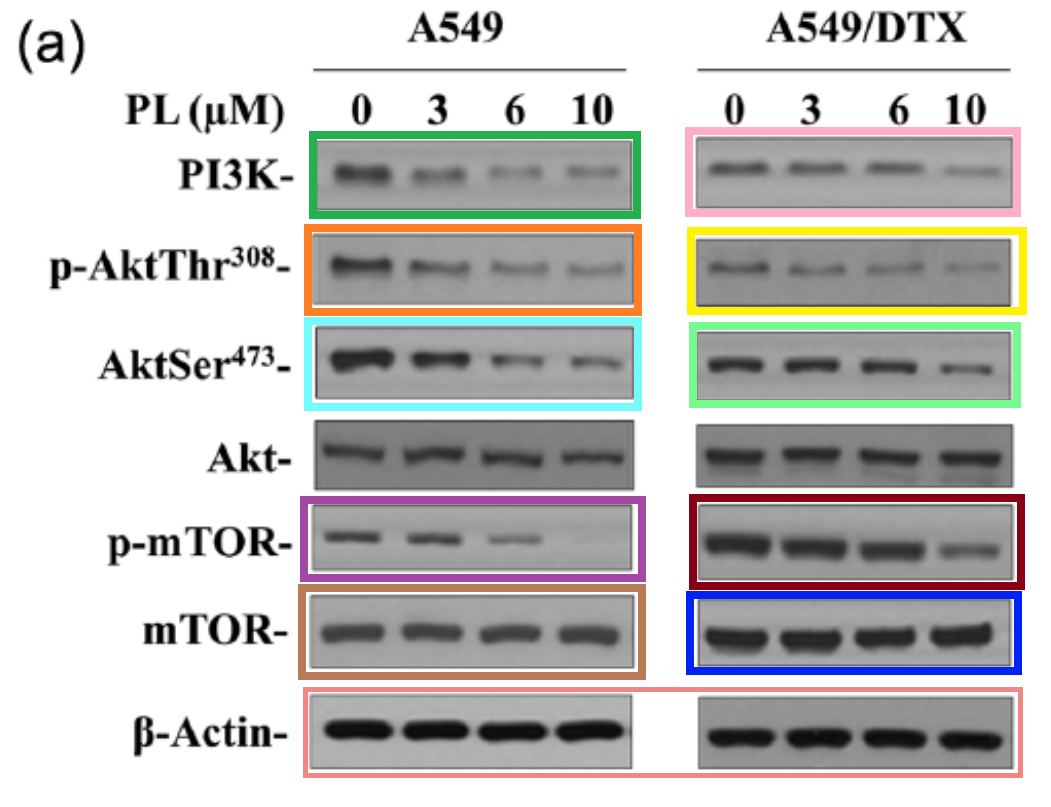 (a)
A549 A549/DTX
PL (μM) 0 3 6 10 0 3 6 10
PI3K-
p-AktThr³⁰⁸-
AktSer⁴⁷³-
Akt-
p-mTOR-
mTOR-
β-Actin-